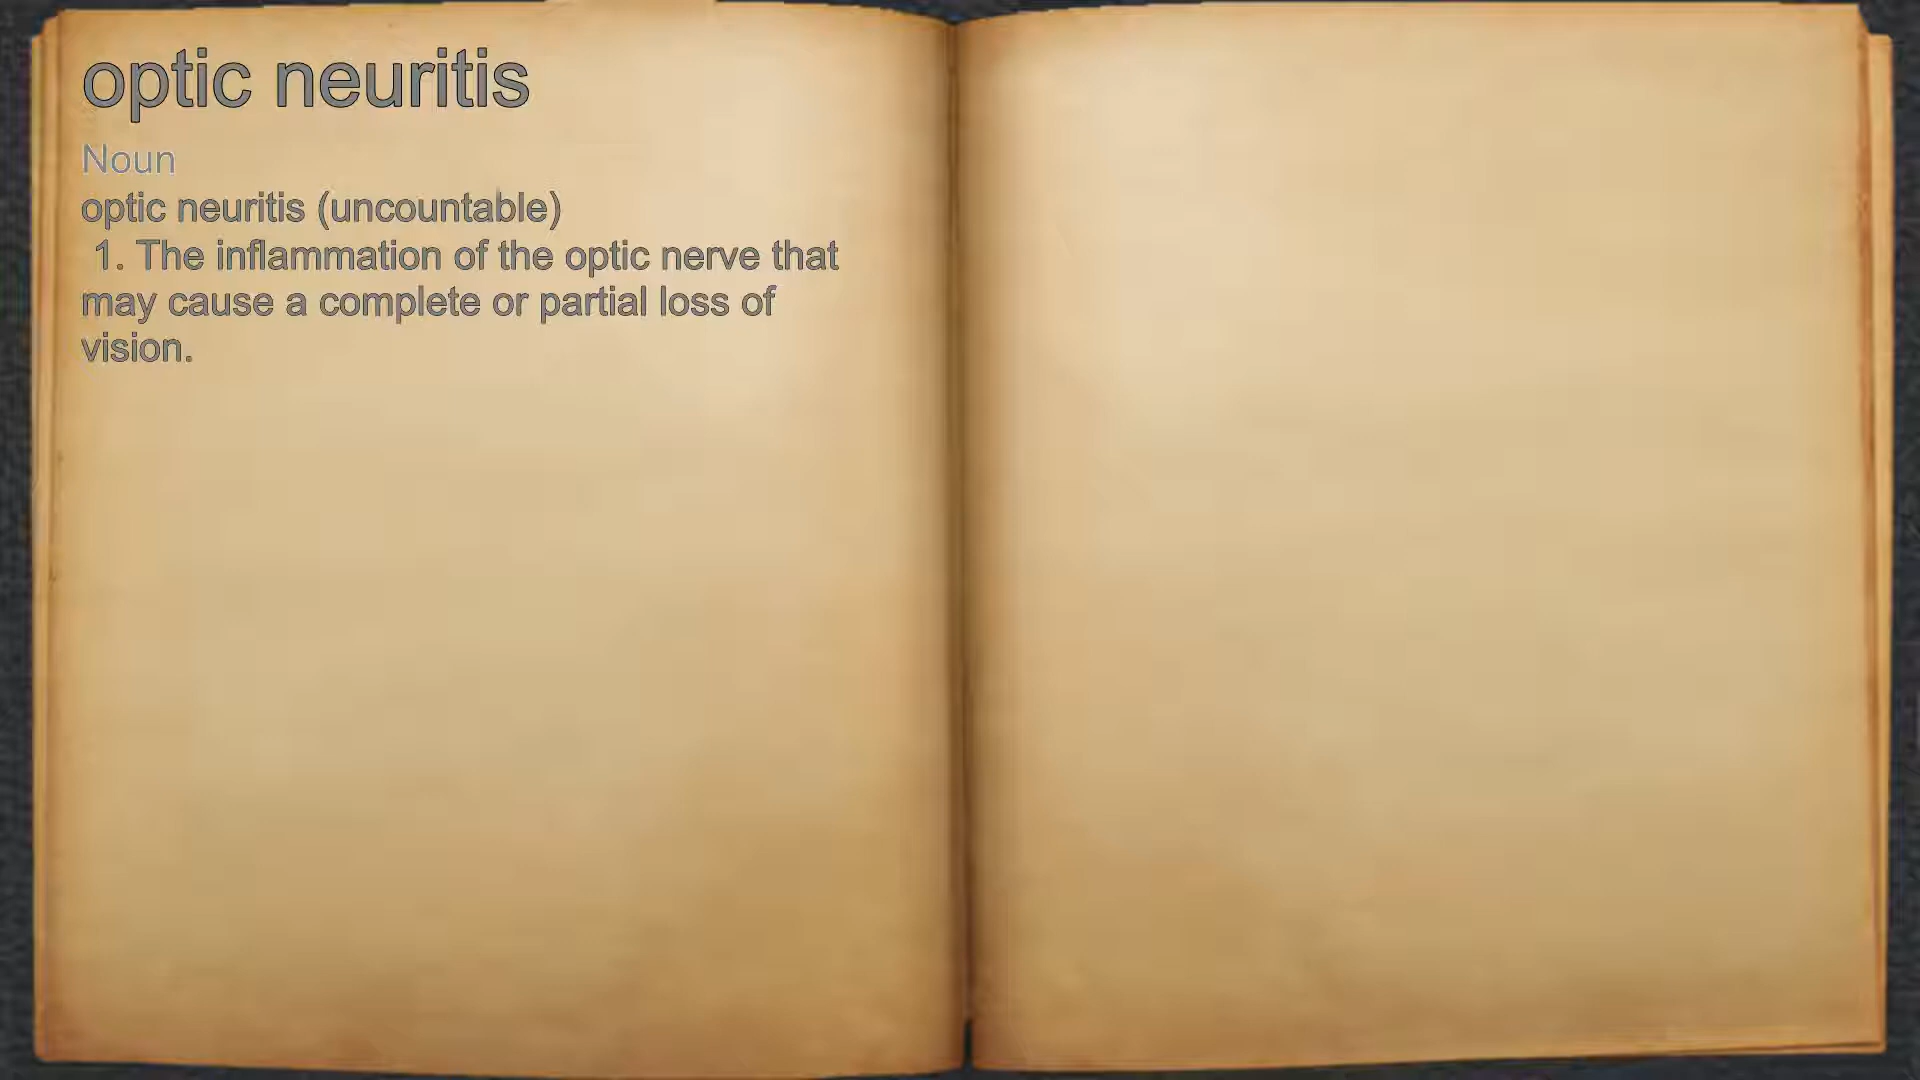 optic neuritis
Noun
optic neuritis (uncountable)
1. The inflammation of the optic nerve that
may cause a complete or partial loss of
vision.